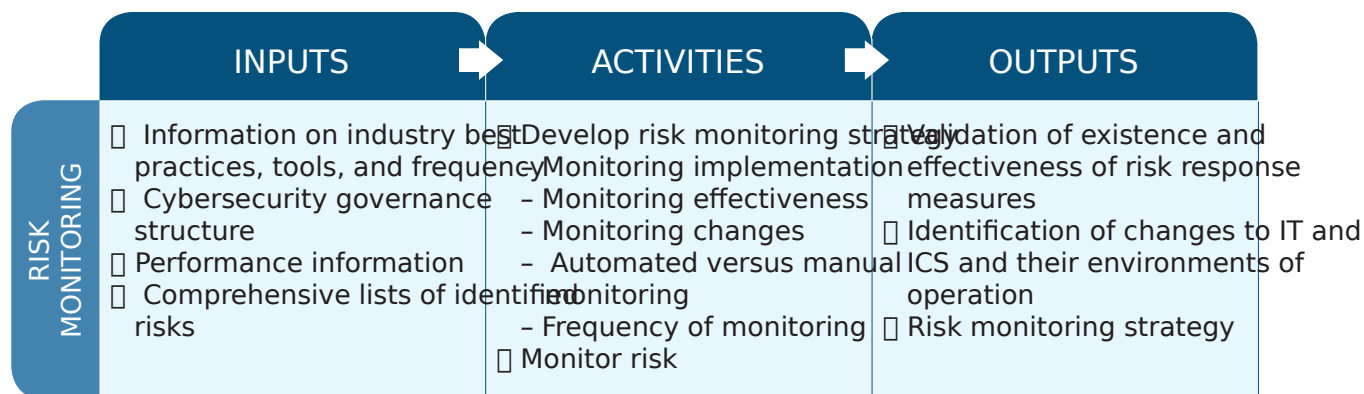 INPUTS
ACTIVITIES
OUTPUTS
RISK
MONITORING
Information on industry best
practices, tools, and frequency
Cybersecurity governance
structure
Performance information
Comprehensive lists of identified
risks
Develop risk monitoring strategy
– Monitoring implementation
– Monitoring effectiveness
– Monitoring changes
– Automated versus manual
monitoring
– Frequency of monitoring
Monitor risk
Validation of existence and
effectiveness of risk response
measures
Identification of changes to IT and
ICS and their environments of
operation
Risk monitoring strategy